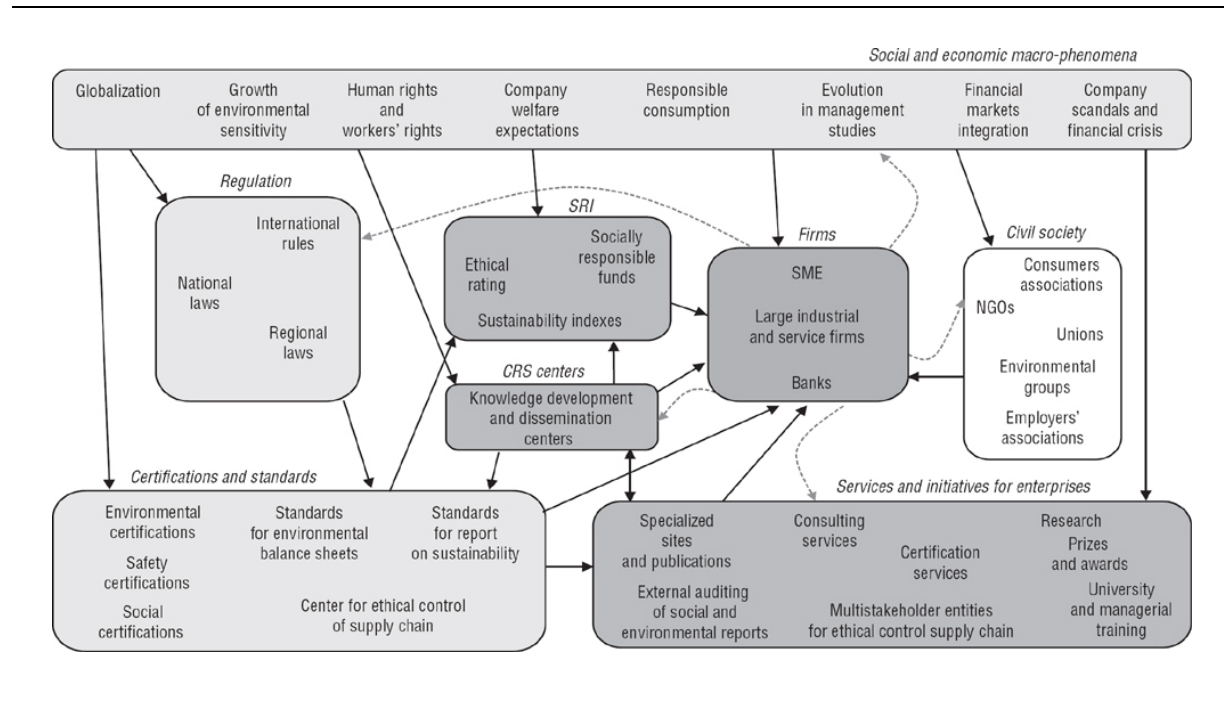 Social and economic macro-phenomena
Globalization
Growth
of environmental
sensitivity
Human rights
and
workers' rights
Company
welfare
expectations
Responsible
consumption
Evolution
in management
studies
Financial
markets
integration
Company
scandals and
financial crisis
Regulation
International
rules
National
laws
Regional
laws
SRI
Socially
responsible
funds
Ethical
rating
Sustainability indexes
Firms
SME
Large industrial
and service firms
Banks
Civil society
Consumers
associations
NGOs
Unions
Environmental
groups
Employers'
associations
CRS centers
Knowledge development
and dissemination
centers
Certifications and standards
Environmental
certifications
Standards
for environmental
balance sheets
Standards
for report
on sustainability
Safety
certifications
Social
certifications
Center for ethical control
of supply chain
Services and initiatives for enterprises
Specialized
sites
and publications
Consulting
services
Research
Certification
services
Prizes
and awards
External auditing
of social and
environmental reports
Multistakeholder entities
for ethical control supply chain
University
and managerial
training